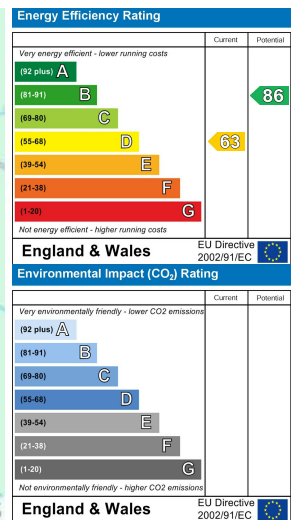 Energy Efficiency Rating
Current Potential
Very energy efficient - lower running costs
(92 plus) A
(81-91) B
86
(69-80) C
(55-68) D
63
(39-54) E
(21-38) F
(1-20) G
Not energy efficient - higher running costs
England & Wales
EU Directive
2002/91/EC
Environmental Impact (CO₂) Rating
Current Potential
Very environmentally friendly - lower CO2 emissions
(92 plus) A
(81-91) B
(69-80) C
(55-68) D
(39-54) E
(21-38) F
(1-20) G
Not environmentally friendly - higher CO2 emissions
England & Wales
EU Directive
2002/91/EC